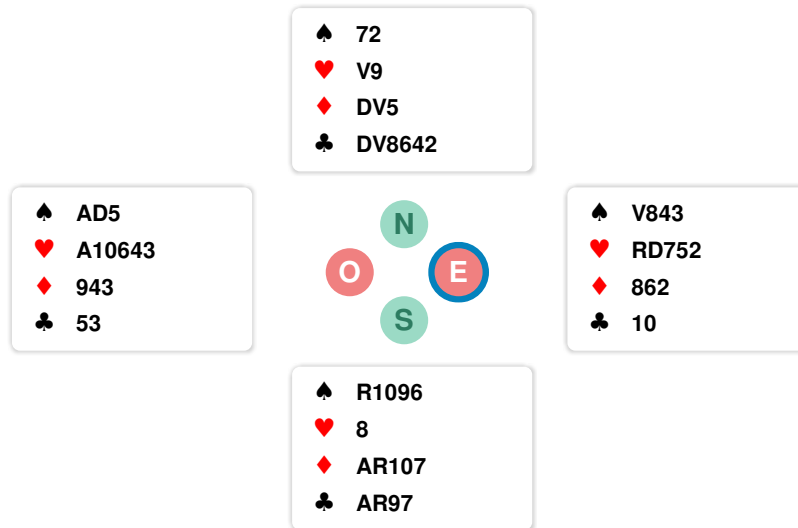 ♠ 72
♥ V9
♦ DV5
♣ DV8642
♠ AD5
♥ A10643
♦ 943
♣ 53
N
O
E
S
♠ V843
♥ RD752
♦ 862
♣ 10
♠ R1096
♥ 8
♦ AR107
♣ AR97